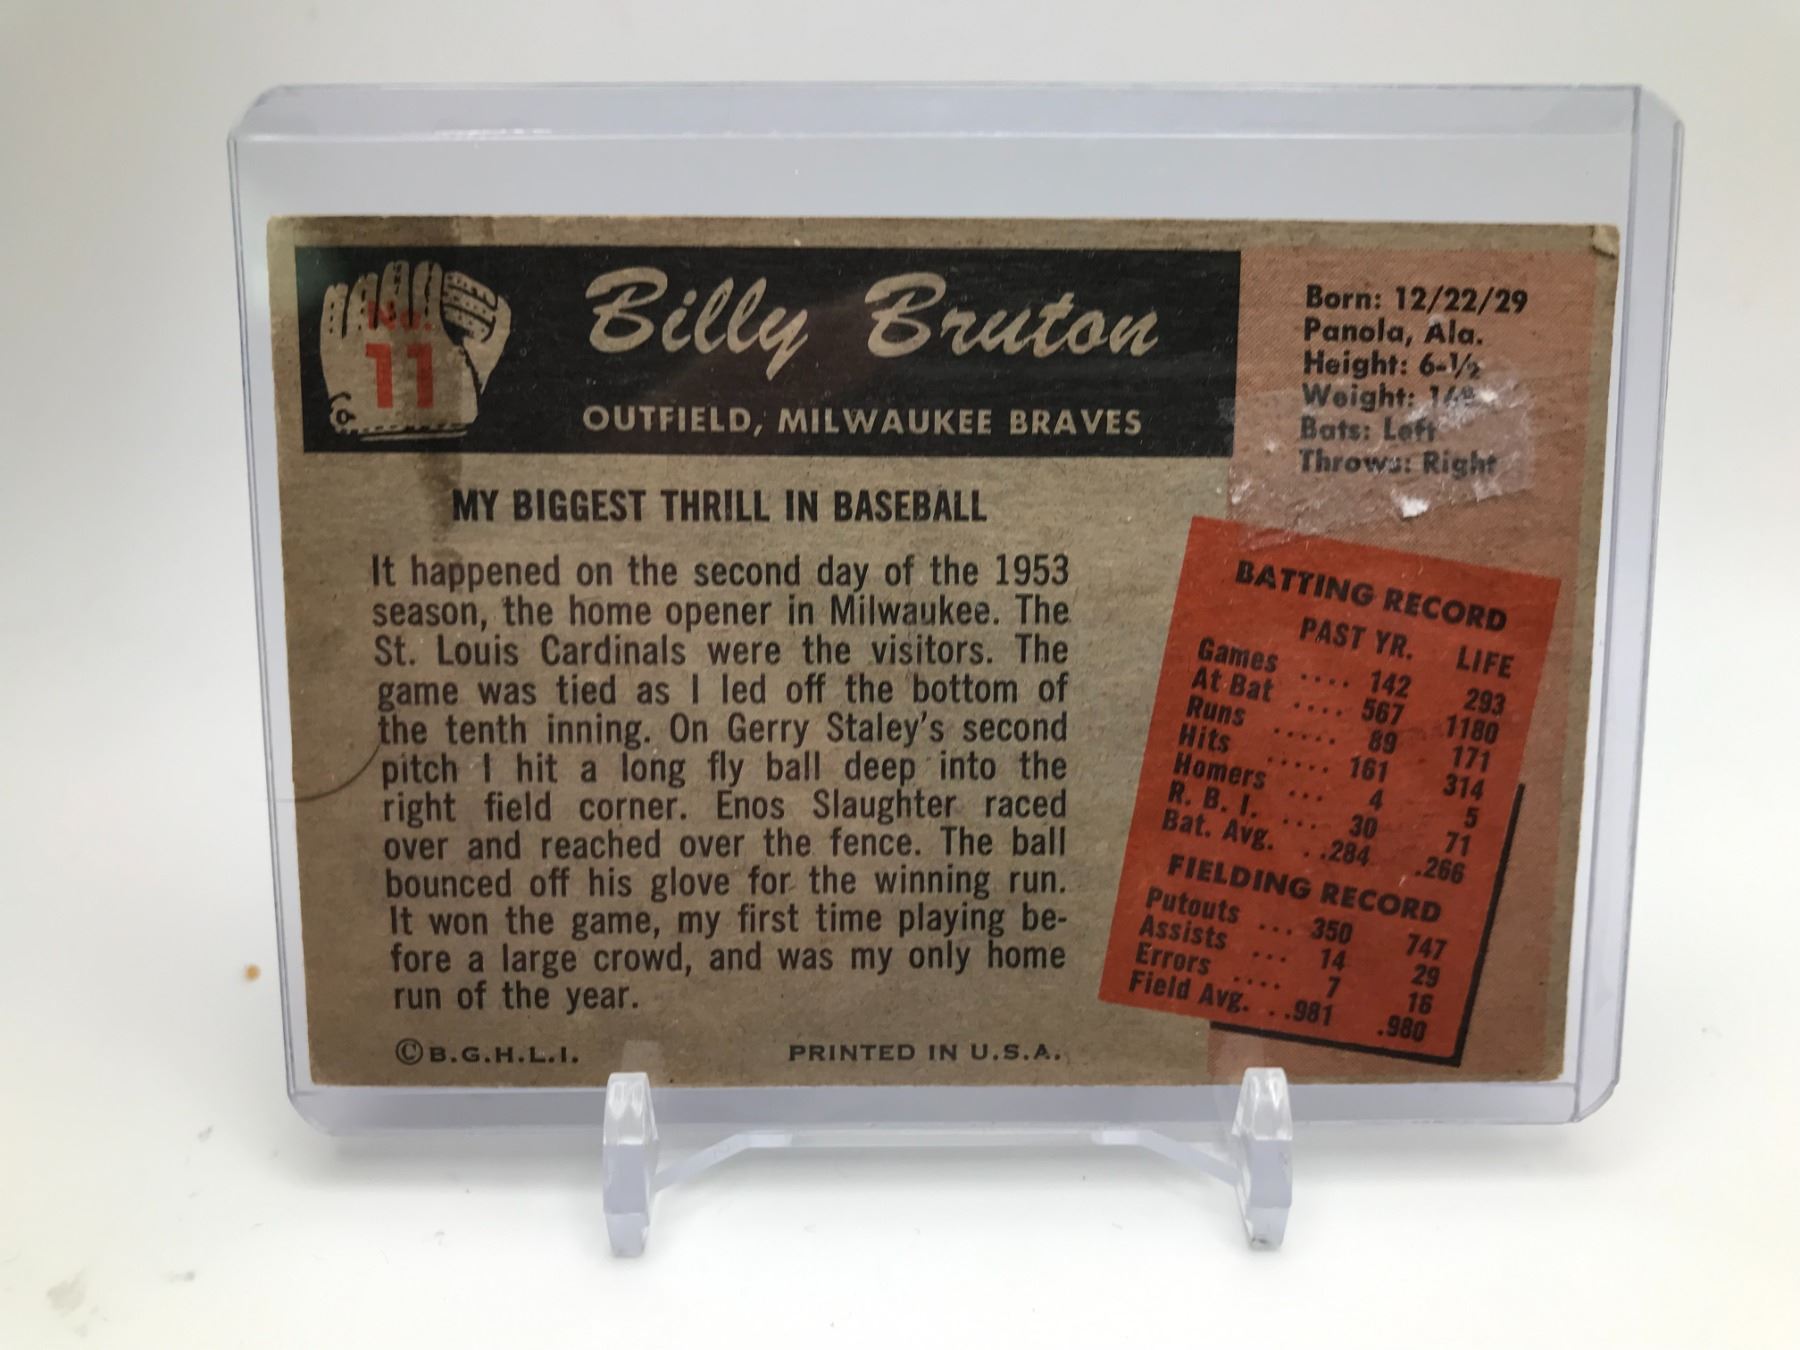 No.
11
Billy Bruton
OUTFIELD, MILWAUKEE BRAVES
Born: 12/22/29
Panola, Ala.
Height: 6-½
Weight:
Bats: Left
Throws: Right
MY BIGGEST THRILL IN BASEBALL
It happened on the second day of the 1953
season, the home opener in Milwaukee. The
St. Louis Cardinals were the visitors. The
game was tied as I led off the bottom of
the tenth inning. On Gerry Staley's second
pitch I hit a long fly ball deep into the
right field corner. Enos Slaughter raced
over and reached over the fence. The ball
bounced off his glove for the winning run.
It won the game, my first time playing be-
fore a large crowd, and was my only home
run of the year.
©B.G.H.L.I. PRINTED IN U.S.A.
BATTING RECORD
PAST YR. LIFE
Games .... 142 293
At Bat .... 567 1180
Runs ..... 89 171
Hits ..... 161 314
Homers ... 4 5
R. B. I. ... 30 71
Bat. Avg. ..284 .266
FIELDING RECORD
Putouts ... 350 747
Assists ... 14 29
Errors .... 7 16
Field Avg. ..981 .980